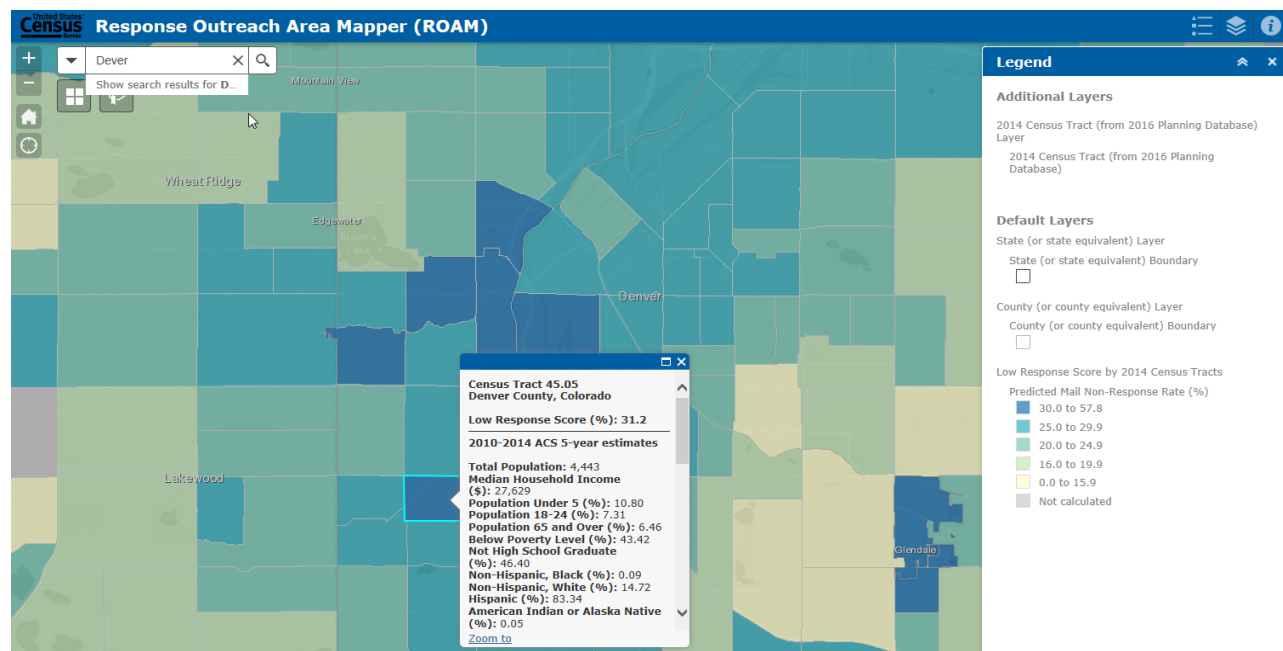 United States®
Census
Bureau
Response Outreach Area Mapper (ROAM)
Dever
Show search results for D...
Mountain View
Wheat Ridge
Edgewater
Sloan's
Lake
Denver
Lakewood
Glendale
Census Tract 45.05
Denver County, Colorado
Low Response Score (%): 31.2
2010-2014 ACS 5-year estimates
Total Population: 4,443
Median Household Income
($): 27,629
Population Under 5 (%): 10.80
Population 18-24 (%): 7.31
Population 65 and Over (%): 6.46
Below Poverty Level (%): 43.42
Not High School Graduate
(%): 46.40
Non-Hispanic, Black (%): 0.09
Non-Hispanic, White (%): 14.72
Hispanic (%): 83.34
American Indian or Alaska Native
(%): 0.05
Zoom to
Legend
Additional Layers
2014 Census Tract (from 2016 Planning Database)
Layer
2014 Census Tract (from 2016 Planning
Database)
Default Layers
State (or state equivalent) Layer
State (or state equivalent) Boundary
County (or county equivalent) Layer
County (or county equivalent) Boundary
Low Response Score by 2014 Census Tracts
Predicted Mail Non-Response Rate (%)
30.0 to 57.8
25.0 to 29.9
20.0 to 24.9
16.0 to 19.9
0.0 to 15.9
Not calculated